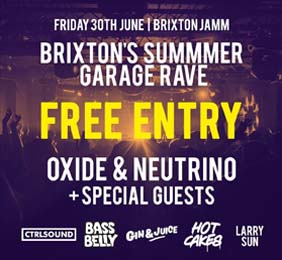 FRIDAY 30TH JUNE | BRIXTON JAMM
BRIXTON'S SUMMMER
GARAGE RAVE
FREE ENTRY
OXIDE & NEUTRINO
+ SPECIAL GUESTS
CTRLSOUND
BASS
BELLY
GIN & JUICE
HOT
CAKES
LARRY
SUN